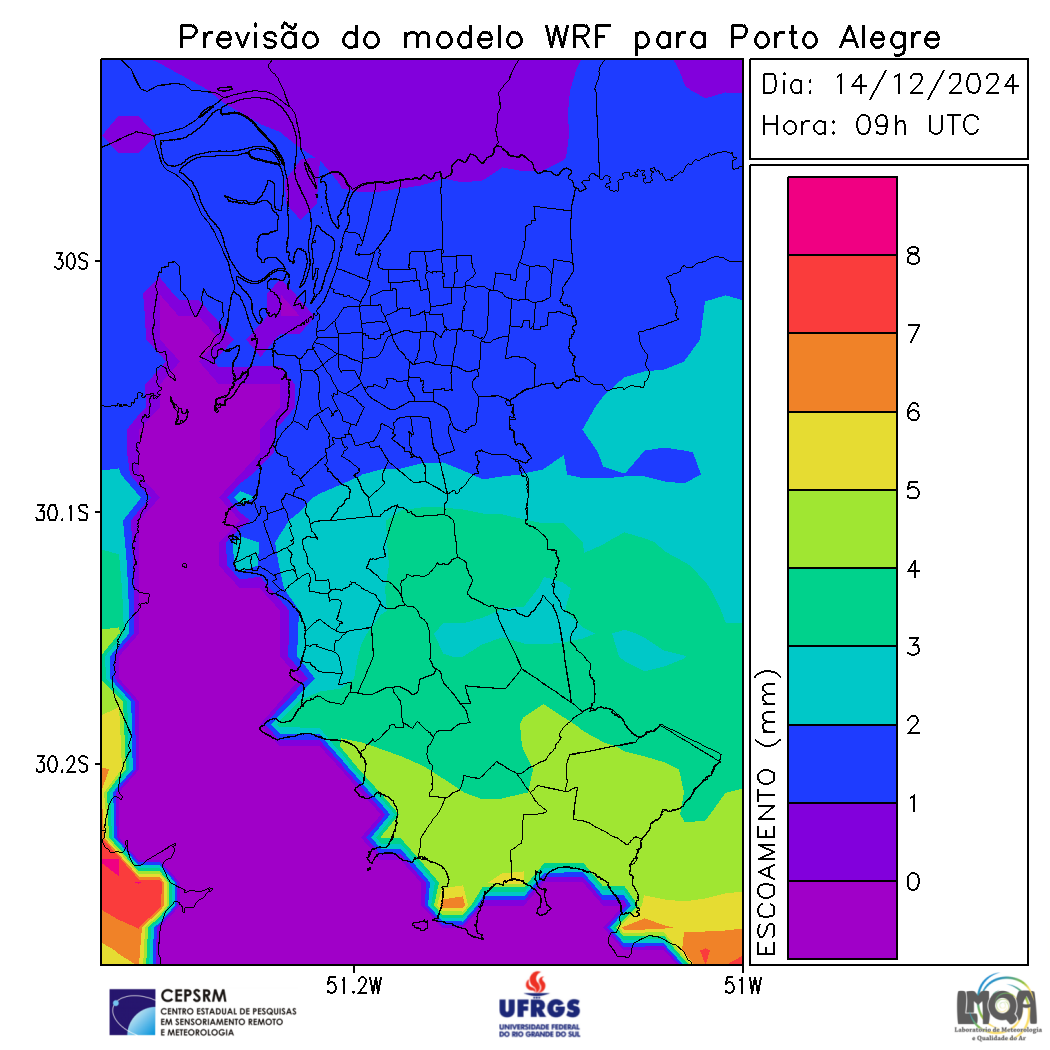 Previsão do modelo WRF para Porto Alegre
Dia: 14/12/2024
Hora: 09h UTC
30S
30.1S
30.2S
51.2W
51W
8
7
6
5
4
3
2
1
0
ESCOAMENTO (mm)
CEPSRM
CENTRO ESTADUAL DE PESQUISAS
EM SENSORIAMENTO REMOTO
E METEOROLOGIA
UFRGS
UNIVERSIDADE FEDERAL
DO RIO GRANDE DO SUL
LMQA
Laboratório de Meteorologia
e Qualidade do Ar